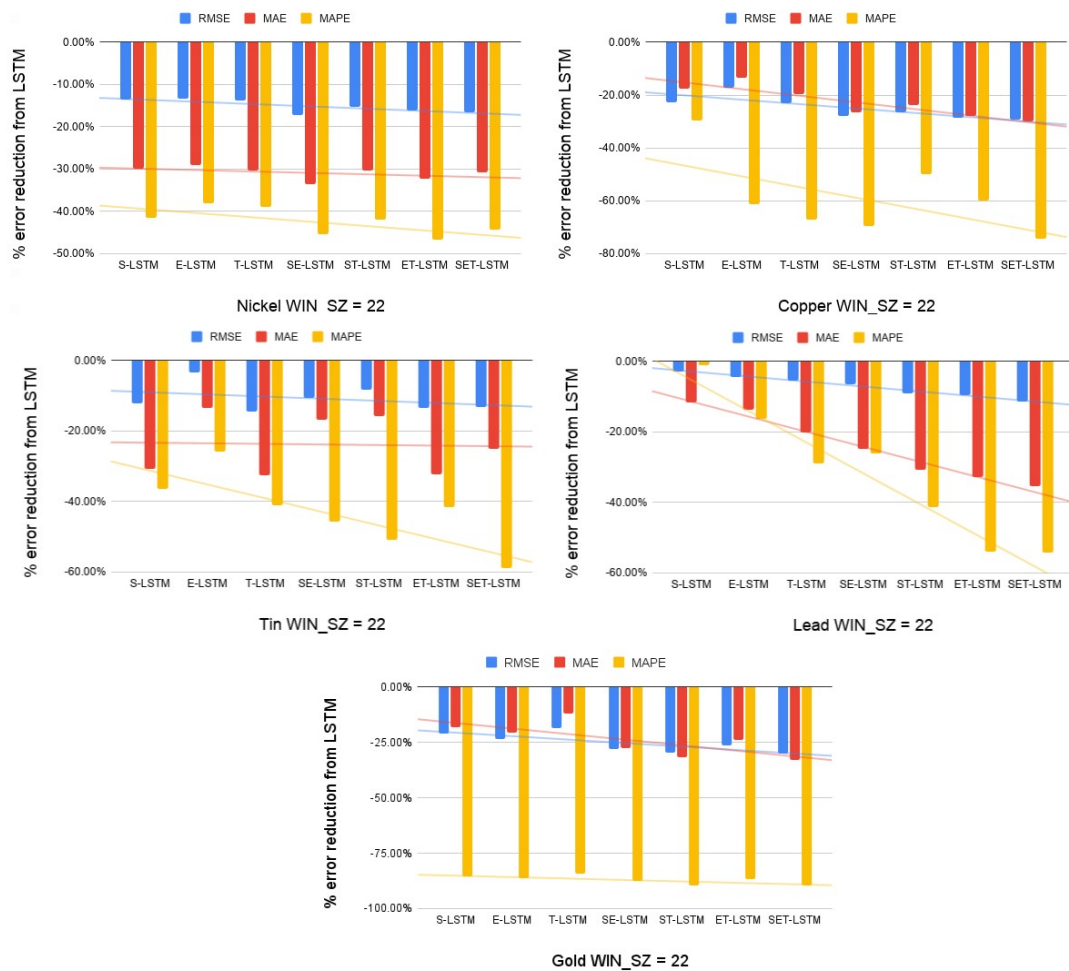 RMSE MAE MAPE
% error reduction from LSTM
0.00%
-10.00%
-20.00%
-30.00%
-40.00%
-50.00%
S-LSTM E-LSTM T-LSTM SE-LSTM ST-LSTM ET-LSTM SET-LSTM
Nickel WIN_SZ = 22
RMSE MAE MAPE
% error reduction from LSTM
0.00%
-20.00%
-40.00%
-60.00%
-80.00%
S-LSTM E-LSTM T-LSTM SE-LSTM ST-LSTM ET-LSTM SET-LSTM
Copper WIN_SZ = 22
RMSE MAE MAPE
% error reduction from LSTM
0.00%
-20.00%
-40.00%
-60.00%
S-LSTM E-LSTM T-LSTM SE-LSTM ST-LSTM ET-LSTM SET-LSTM
Tin WIN_SZ = 22
RMSE MAE MAPE
% error reduction from LSTM
0.00%
-20.00%
-40.00%
-60.00%
S-LSTM E-LSTM T-LSTM SE-LSTM ST-LSTM ET-LSTM SET-LSTM
Lead WIN_SZ = 22
RMSE MAE MAPE
% error reduction from LSTM
0.00%
-25.00%
-50.00%
-75.00%
-100.00%
S-LSTM E-LSTM T-LSTM SE-LSTM ST-LSTM ET-LSTM SET-LSTM
Gold WIN_SZ = 22